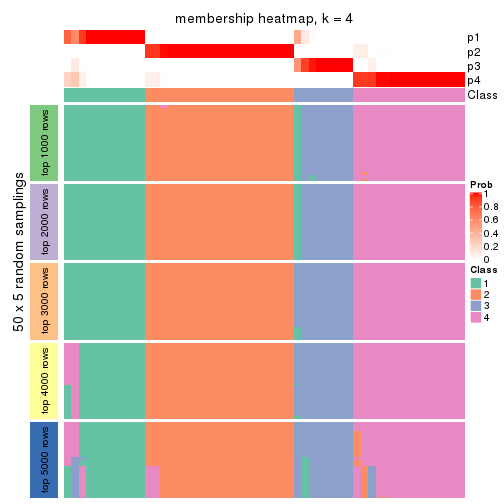 membership heatmap, k = 4
p1
p2
p3
p4
Class
50 x 5 random samplings
top 1000 rows
top 2000 rows
top 3000 rows
top 4000 rows
top 5000 rows
Prob
1
0.8
0.6
0.4
0.2
0
Class
1
2
3
4